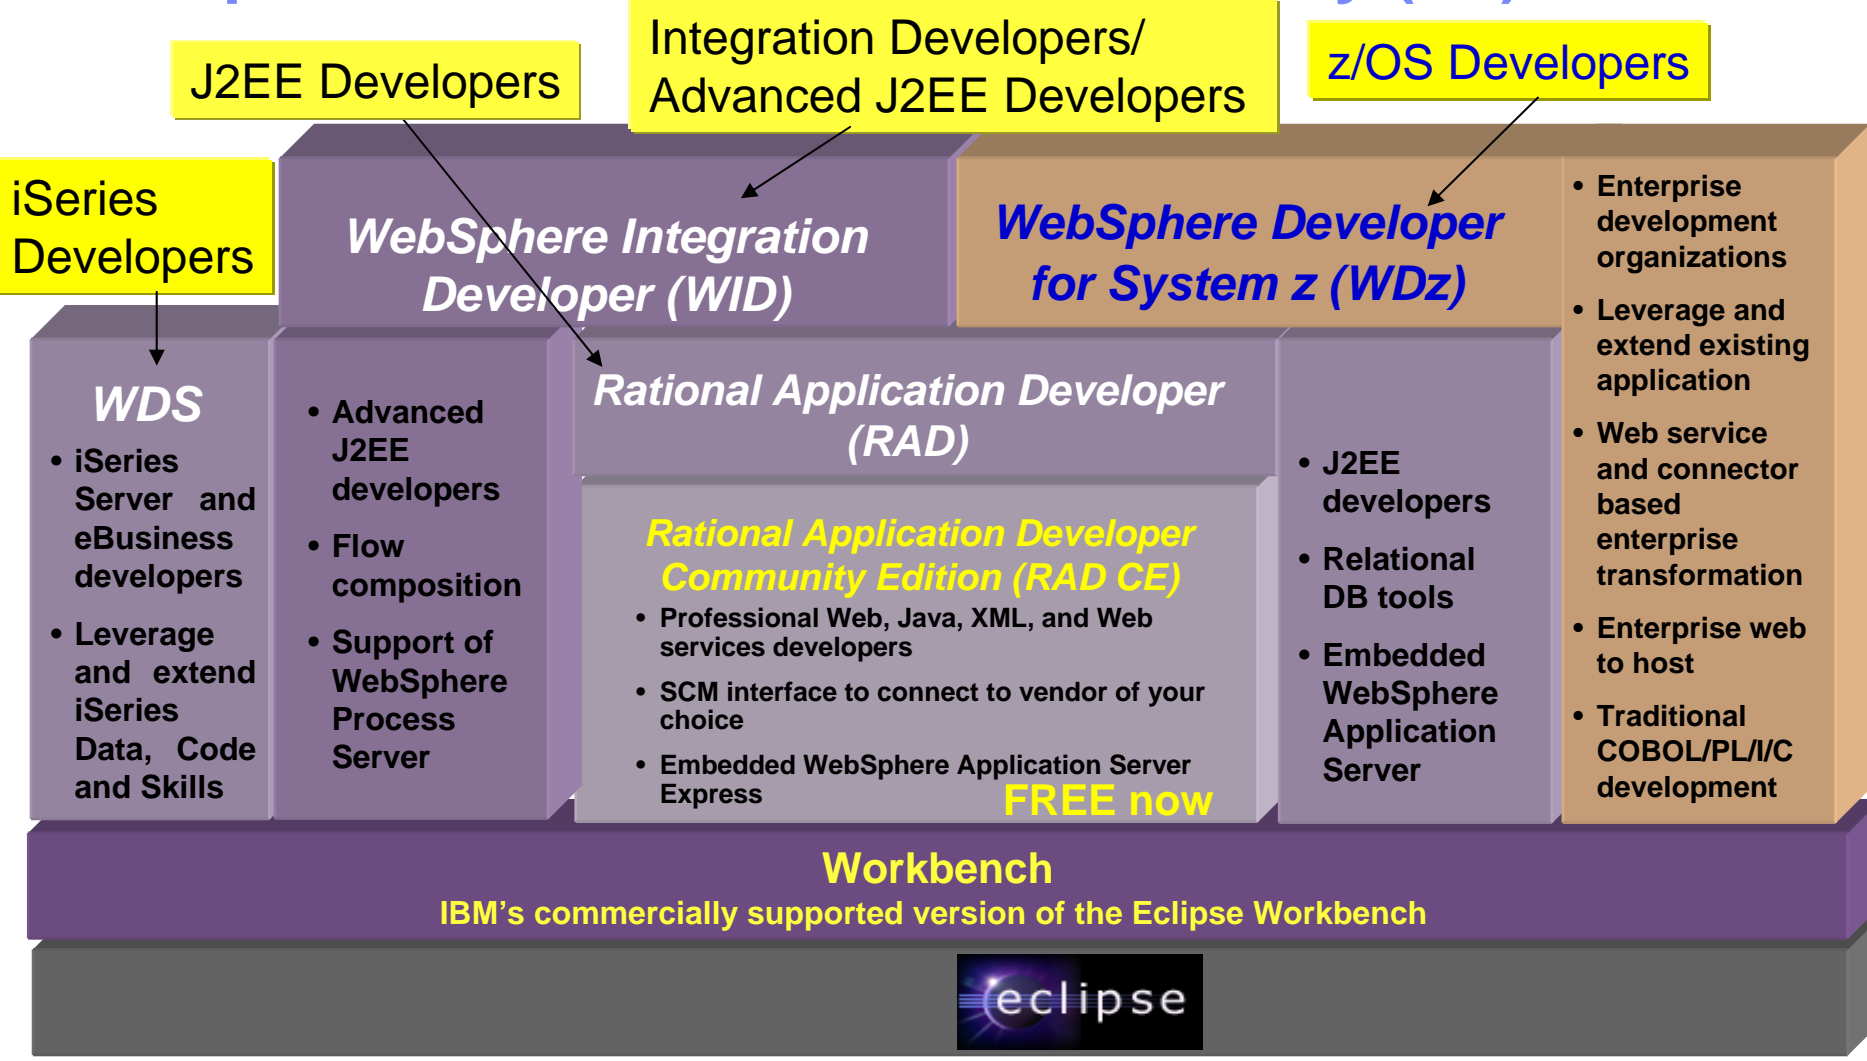 J2EE Developers
Integration Developers/
Advanced J2EE Developers
z/OS Developers
iSeries
Developers
WebSphere Integration
Developer (WID)
WebSphere Developer
for System z (WDz)
• Enterprise
development
organizations
• Leverage and
extend existing
application
• Web service
and connector
based
enterprise
transformation
• Enterprise web
to host
• Traditional
COBOL/PL/I/C
development
WDS
• iSeries
Server and
eBusiness
developers
• Leverage
and extend
iSeries
Data, Code
and Skills
• Advanced
J2EE
developers
• Flow
composition
• Support of
WebSphere
Process
Server
Rational Application Developer
(RAD)
Rational Application Developer
Community Edition (RAD CE)
• Professional Web, Java, XML, and Web
services developers
• SCM interface to connect to vendor of your
choice
• Embedded WebSphere Application Server
Express
FREE now
• J2EE
developers
• Relational
DB tools
• Embedded
WebSphere
Application
Server
Workbench
IBM’s commercially supported version of the Eclipse Workbench
eclipse